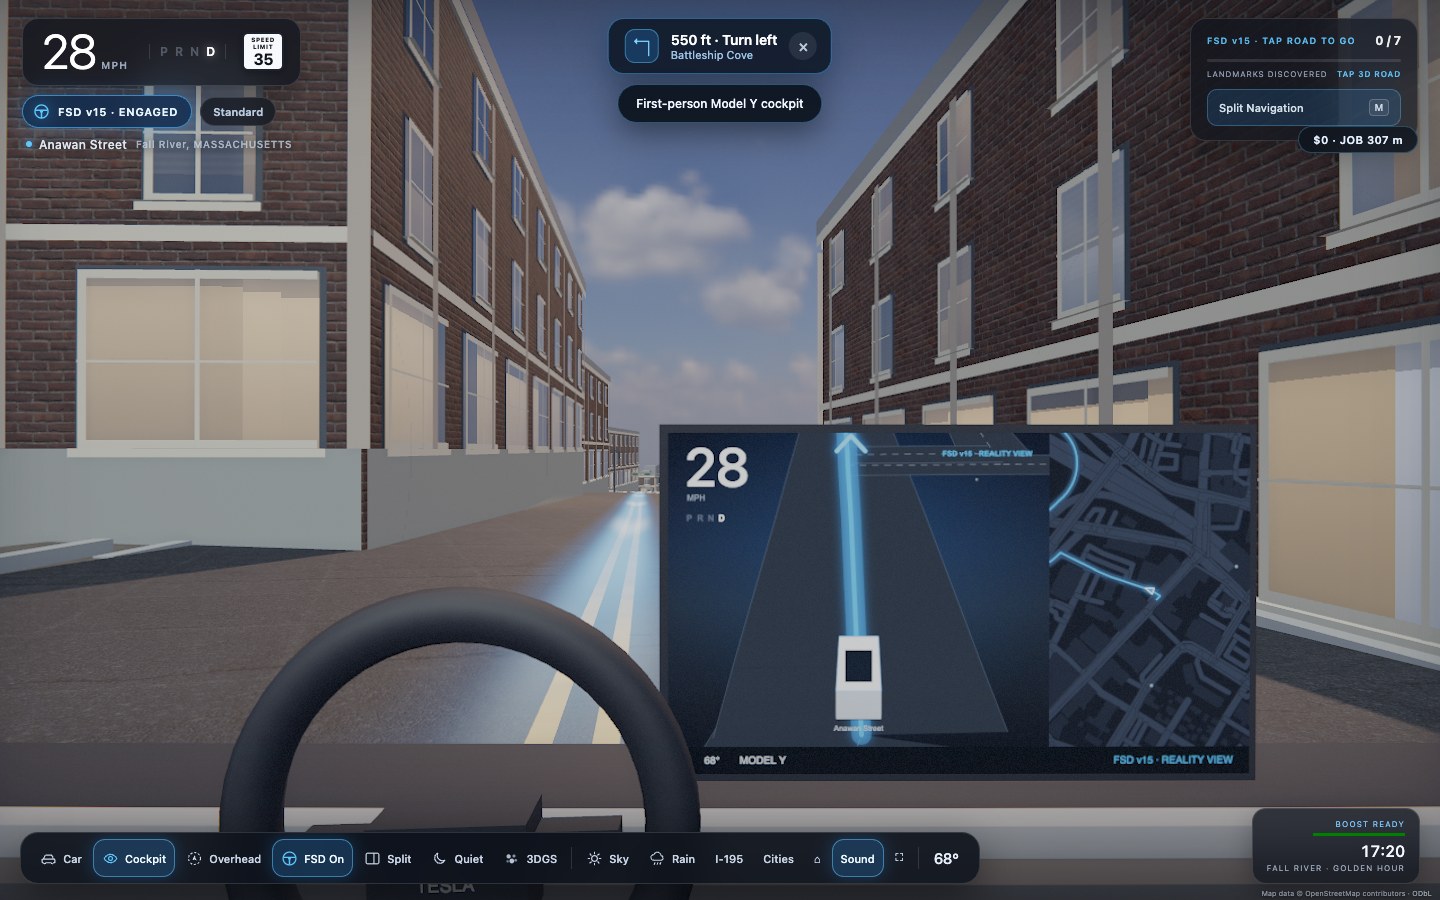 28 MPH
P R N D
SPEED LIMIT 35
FSD v15 · ENGAGED
Standard
Anawan Street Fall River, MASSACHUSETTS
550 ft · Turn left
Battleship Cove
×
First-person Model Y cockpit
FSD v15 · TAP ROAD TO GO 0 / 7
LANDMARKS DISCOVERED TAP 3D ROAD
Split Navigation M
$0 · JOB 307 m
28
MPH
P R N D
FSD v15 · REALITY VIEW
Anawan Street
68° MODEL Y
FSD v15 · REALITY VIEW
TESLA
Car
Cockpit
Overhead
FSD On
Split
Quiet
3DGS
Sky
Rain
I-195
Cities
Sound
68°
BOOST READY
17:20
FALL RIVER · GOLDEN HOUR
Map data © OpenStreetMap contributors · ODbL